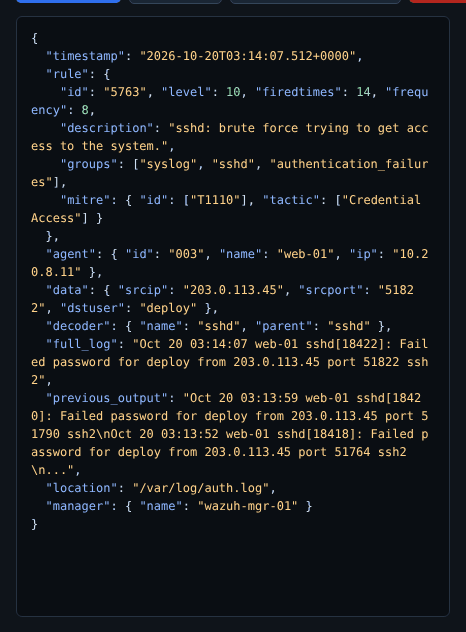 {
  "timestamp": "2026-10-20T03:14:07.512+0000",
  "rule": {
    "id": "5763", "level": 10, "firedtimes": 14, "frequ
ency": 8,
    "description": "sshd: brute force trying to get acc
ess to the system.",
    "groups": ["syslog", "sshd", "authentication_failur
es"],
    "mitre": { "id": ["T1110"], "tactic": ["Credential
Access"] }
  },
  "agent": { "id": "003", "name": "web-01", "ip": "10.2
0.8.11" },
  "data": { "srcip": "203.0.113.45", "srcport": "5182
2", "dstuser": "deploy" },
  "decoder": { "name": "sshd", "parent": "sshd" },
  "full_log": "Oct 20 03:14:07 web-01 sshd[18422]: Fail
ed password for deploy from 203.0.113.45 port 51822 ssh
2",
  "previous_output": "Oct 20 03:13:59 web-01 sshd[1842
0]: Failed password for deploy from 203.0.113.45 port 5
1790 ssh2\nOct 20 03:13:52 web-01 sshd[18418]: Failed p
assword for deploy from 203.0.113.45 port 51764 ssh2
\n...",
  "location": "/var/log/auth.log",
  "manager": { "name": "wazuh-mgr-01" }
}